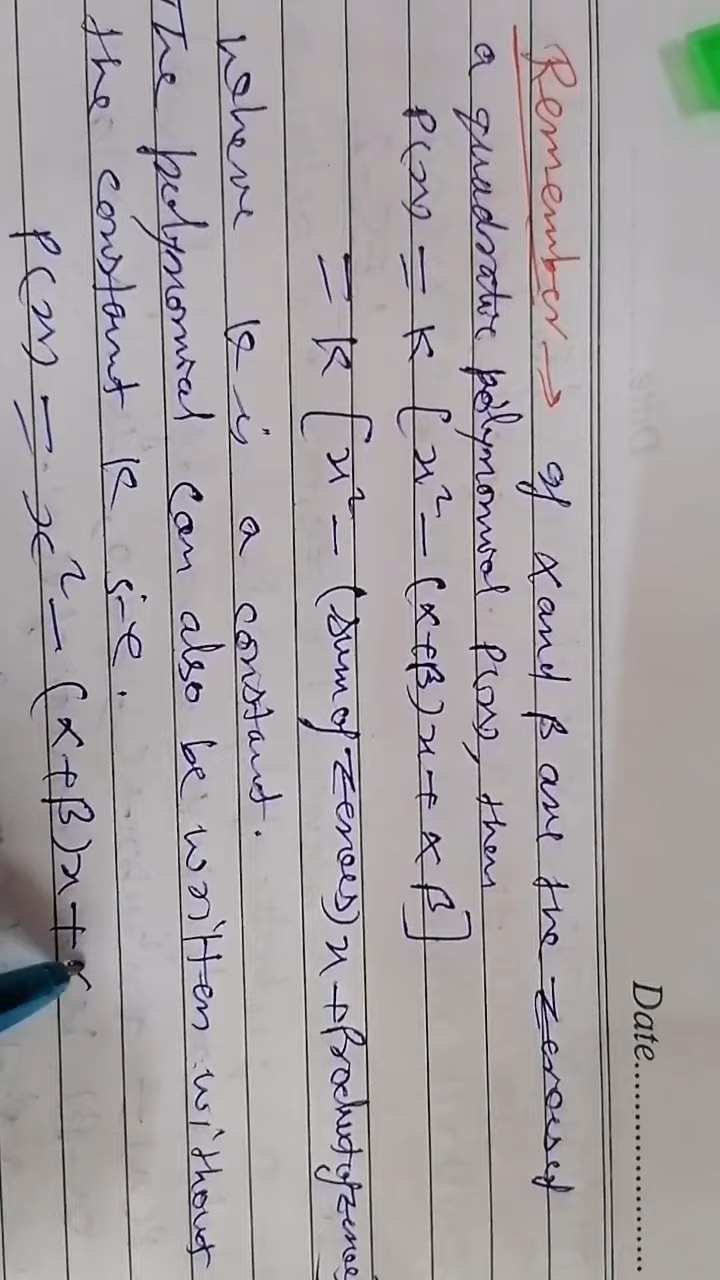 Date....................
Remember → If α and β are the zeroes of
a quadratic polynomial P(x), then
P(x) = K [x² - (α+β)x + αβ]
= K [x² - (Sum of zeroes)x + Product of zeroes
where K is a constant.
The polynomial can also be written without
the constant K i-e.
P(x) = x² - (α+β)x + α